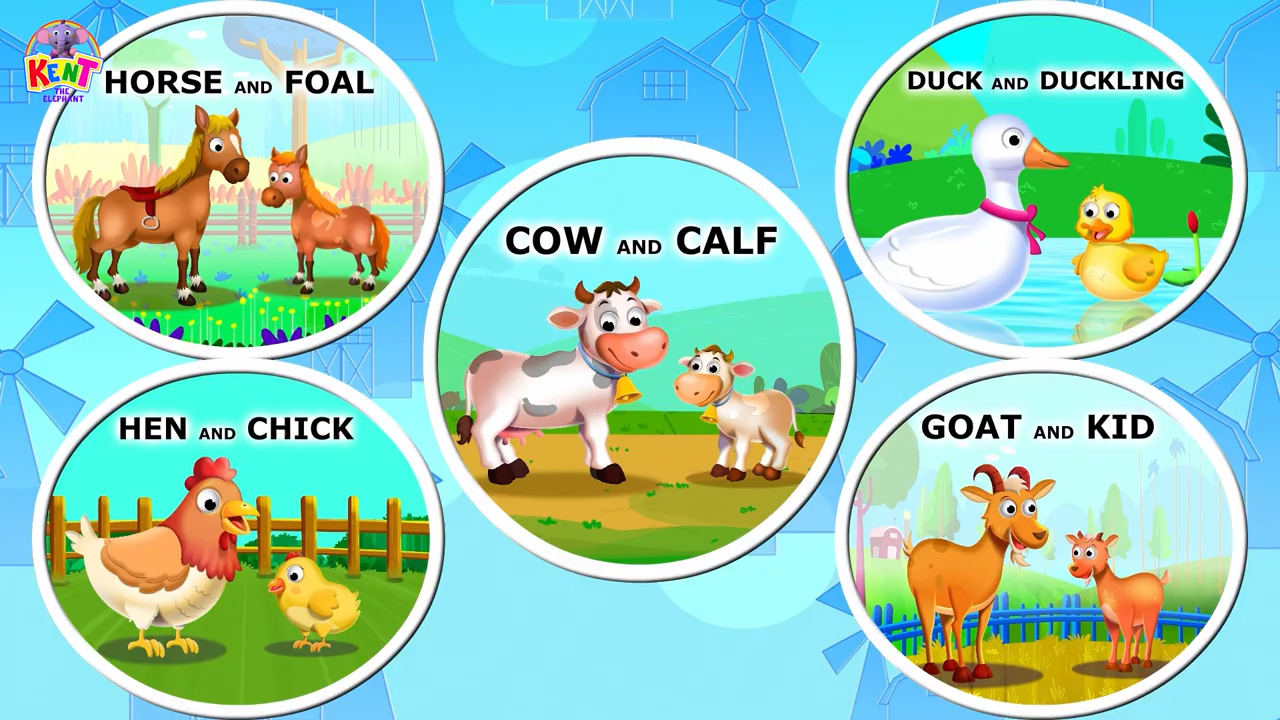 KENT
THE
ELEPHANT
HORSE AND FOAL
DUCK AND DUCKLING
COW AND CALF
HEN AND CHICK
GOAT AND KID